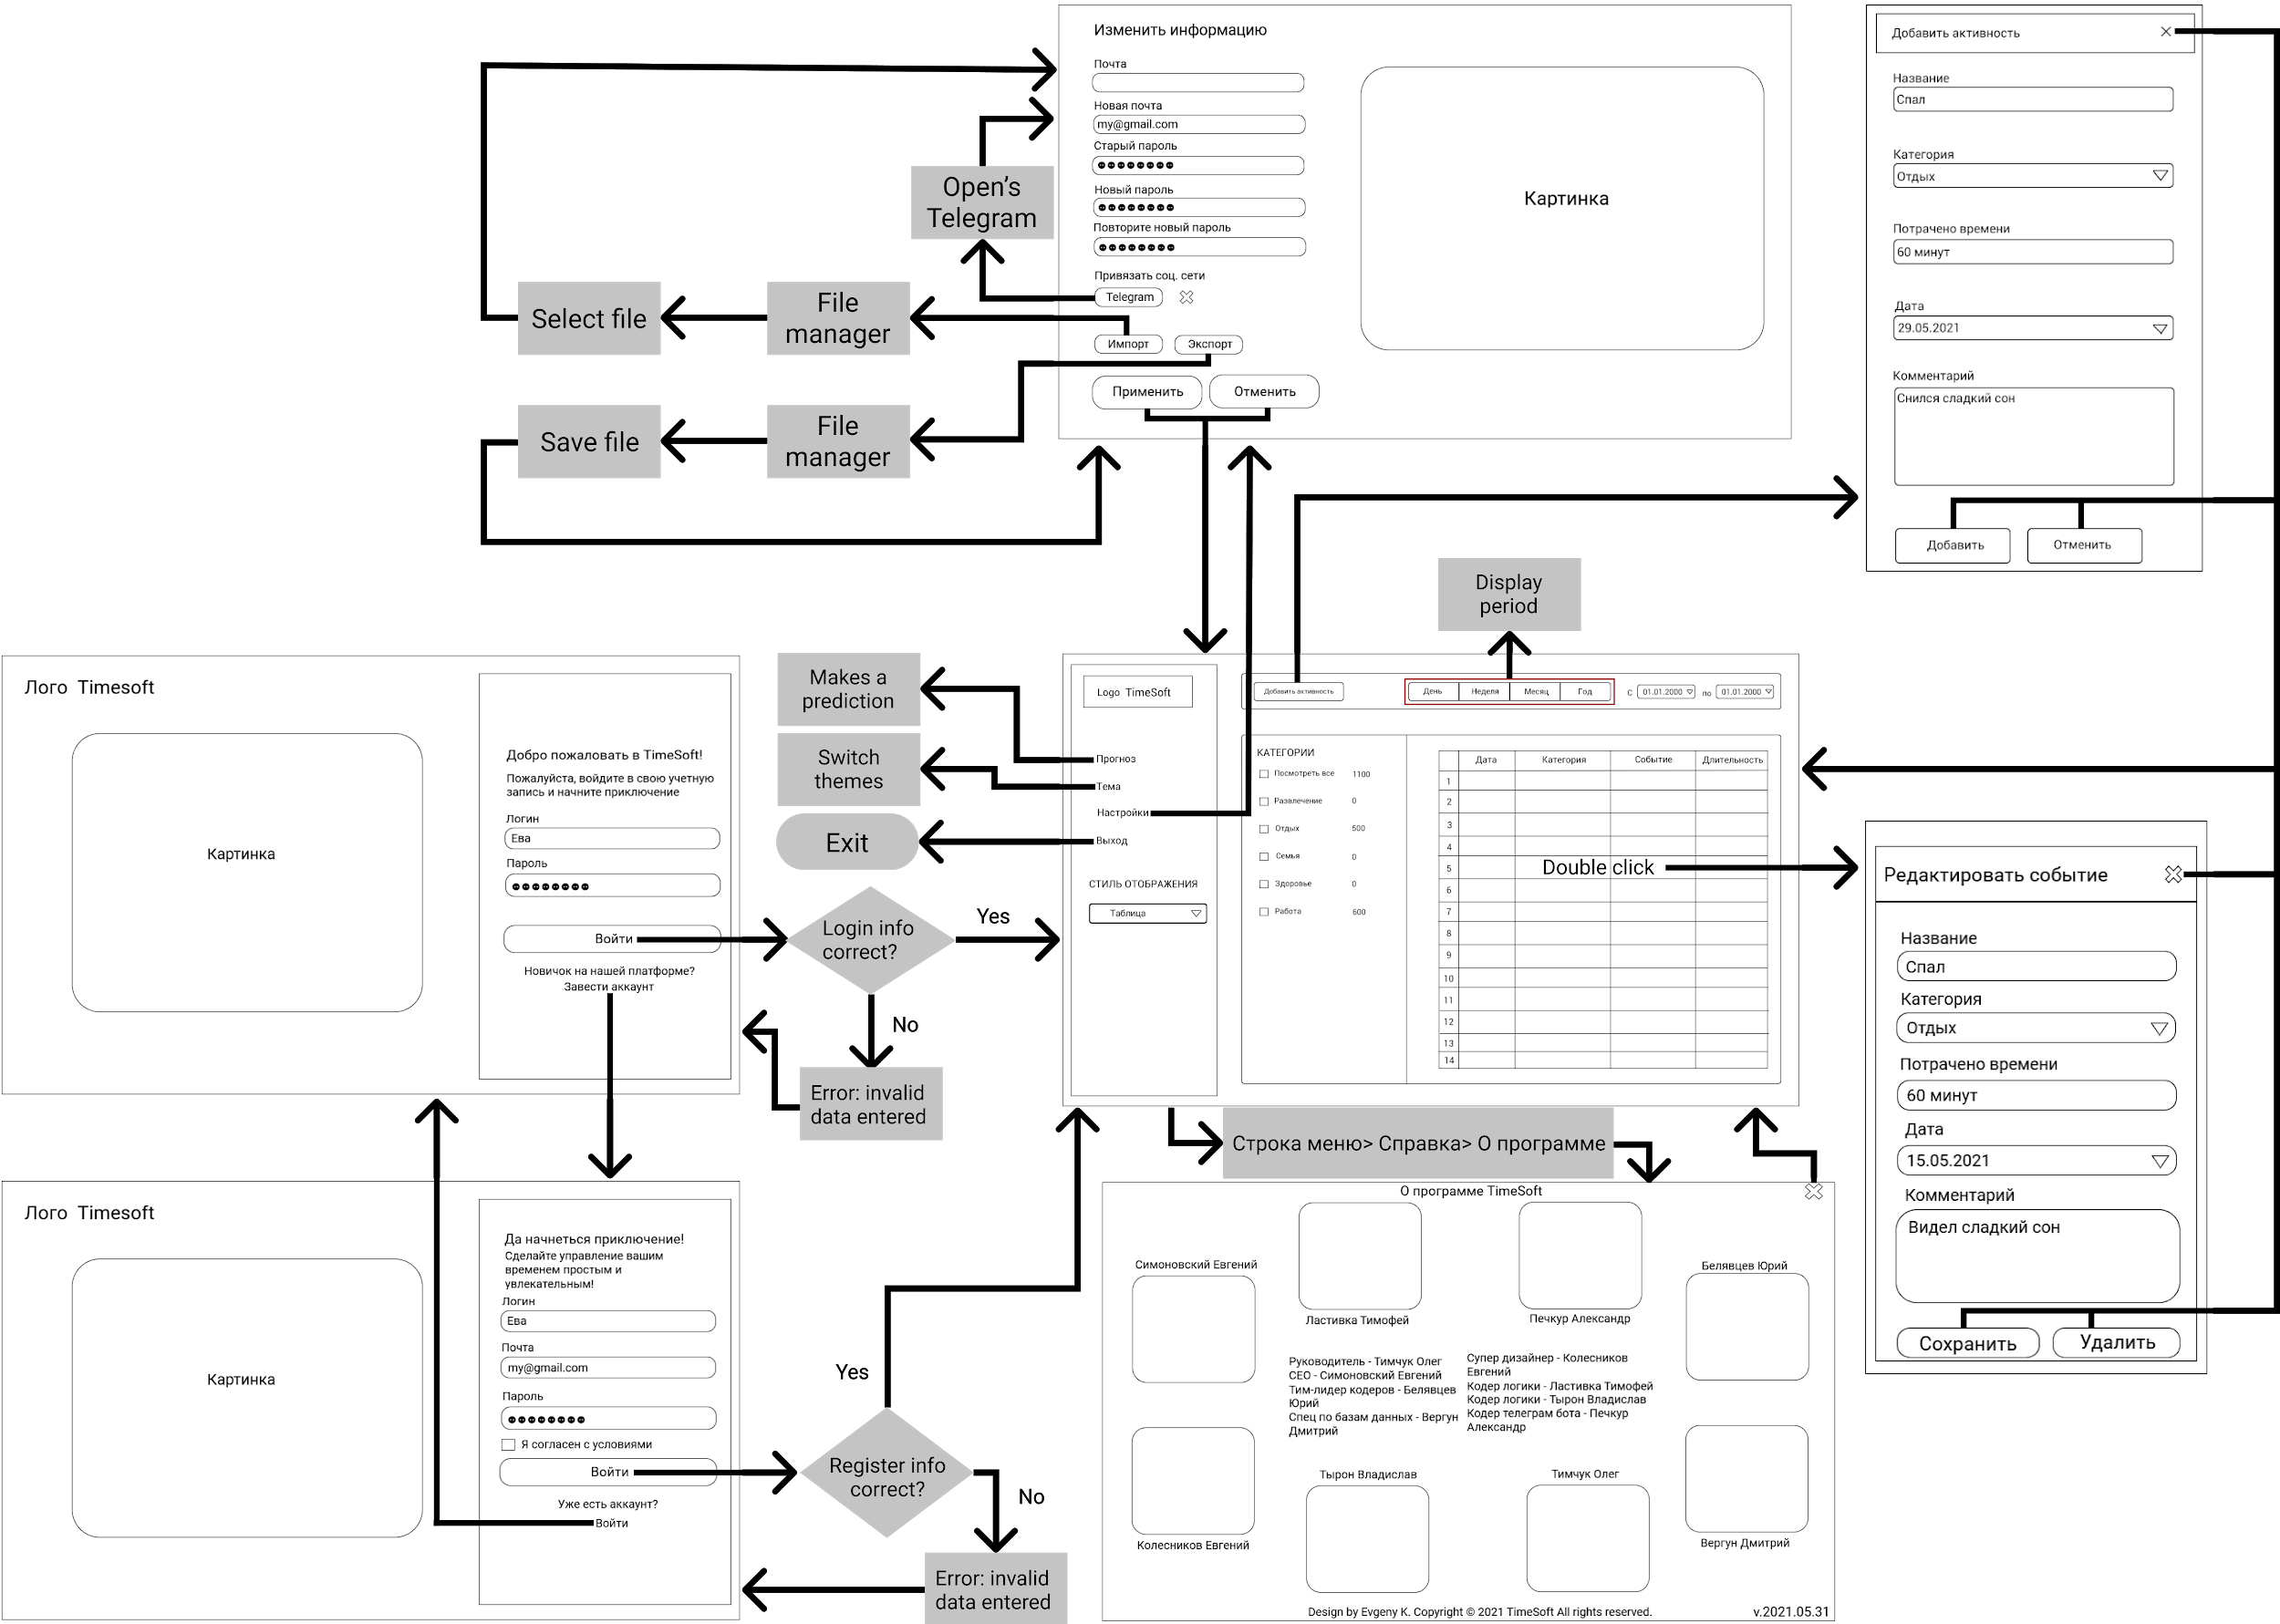 Изменить информацию
Почта
Новая почта
my@gmail.com
Старый пароль
Новый пароль
Повторите новый пароль
Привязать соц. сети
Telegram
Импорт
Экспорт
Применить
Отменить
Картинка
Open's
Telegram
File
manager
Select file
File
manager
Save file
Добавить активность
Название
Спал
Категория
Отдых
Потрачено времени
60 минут
Дата
29.05.2021
Комментарий
Снился сладкий сон
Добавить
Отменить
Display
period
Лого Timesoft
Картинка
Добро пожаловать в TimeSoft!
Пожалуйста, войдите в свою учетную
запись и начните приключение
Логин
Ева
Пароль
Войти
Новичок на нашей платформе?
Завести аккаунт
Makes a
prediction
Switch
themes
Exit
Login info
correct?
Yes
No
Error: invalid
data entered
Logo TimeSoft
Прогноз
Тема
Настройки
Выход
СТИЛЬ ОТОБРАЖЕНИЯ
Таблица
Добавить активность
День
Неделя
Месяц
Год
С
01.01.2000
по
01.01.2000
КАТЕГОРИИ
Посмотреть все 1100
Развлечение 0
Отдых 500
Семья 0
Здоровье 0
Работа 600
Дата Категория Событие Длительность
1
2
3
4
5
Double click
6
7
8
9
10
11
12
13
14
Редактировать событие
Название
Спал
Категория
Отдых
Потрачено времени
60 минут
Дата
15.05.2021
Комментарий
Видел сладкий сон
Сохранить
Удалить
Строка меню> Справка> О программе
Лого Timesoft
Картинка
Да начнеться приключение!
Сделайте управление вашим
временем простым и
увлекательным!
Логин
Ева
Почта
my@gmail.com
Пароль
Я согласен с условиями
Войти
Уже есть аккаунт?
Войти
Yes
Register info
correct?
No
Error: invalid
data entered
О программе TimeSoft
Симоновский Евгений
Ластивка Тимофей
Печкур Александр
Белявцев Юрий
Руководитель - Тимчук Олег
СЕО - Симоновский Евгений
Тим-лидер кодеров - Белявцев
Юрий
Спец по базам данных - Вергун
Дмитрий
Супер дизайнер - Колесников
Евгений
Кодер логики - Ластивка Тимофей
Кодер логики - Тырон Владислав
Кодер телеграм бота - Печкур
Александр
Колесников Евгений
Тырон Владислав
Тимчук Олег
Вергун Дмитрий
Design by Evgeny K. Copyright © 2021 TimeSoft All rights reserved.
v.2021.05.31